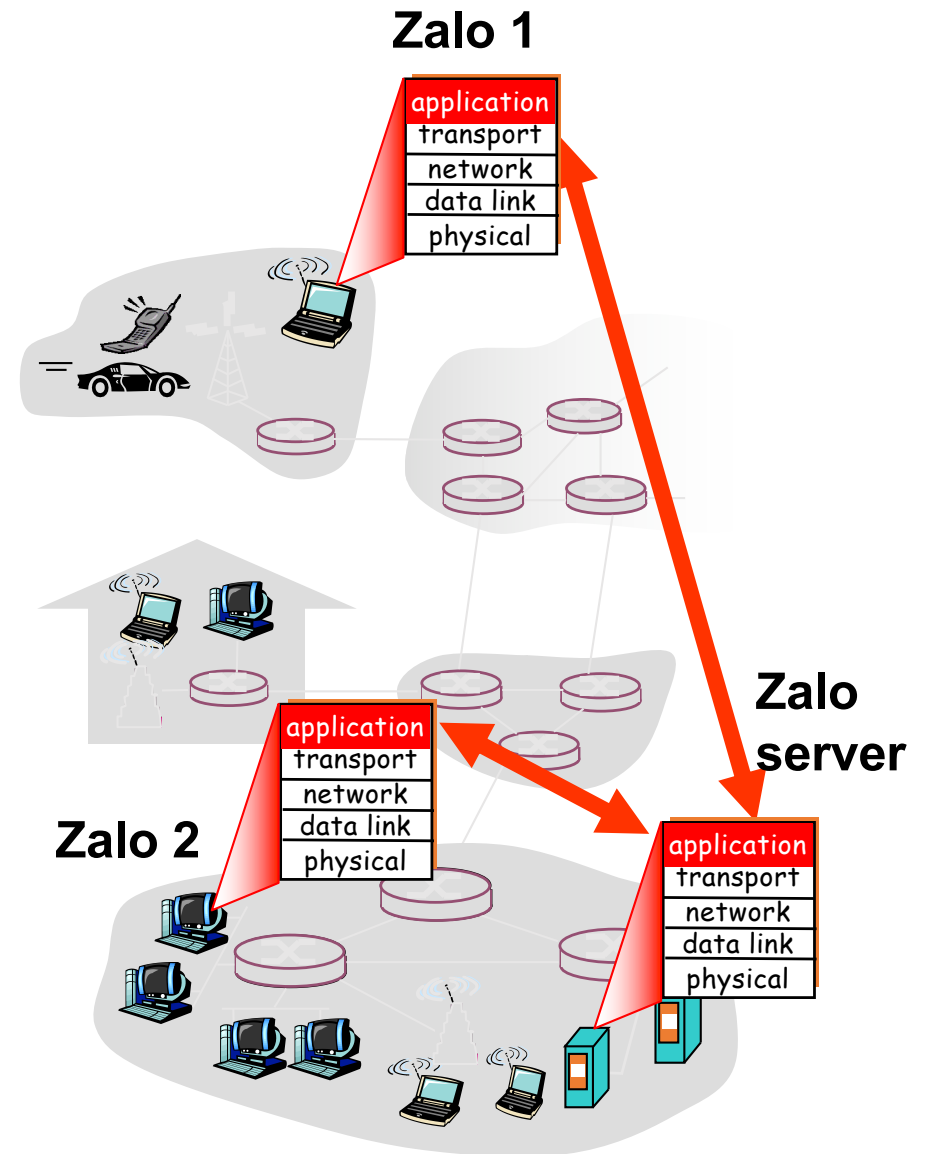 Zalo 1
application
transport
network
data link
physical
Zalo
server
application
transport
network
data link
physical
Zalo 2
application
transport
network
data link
physical